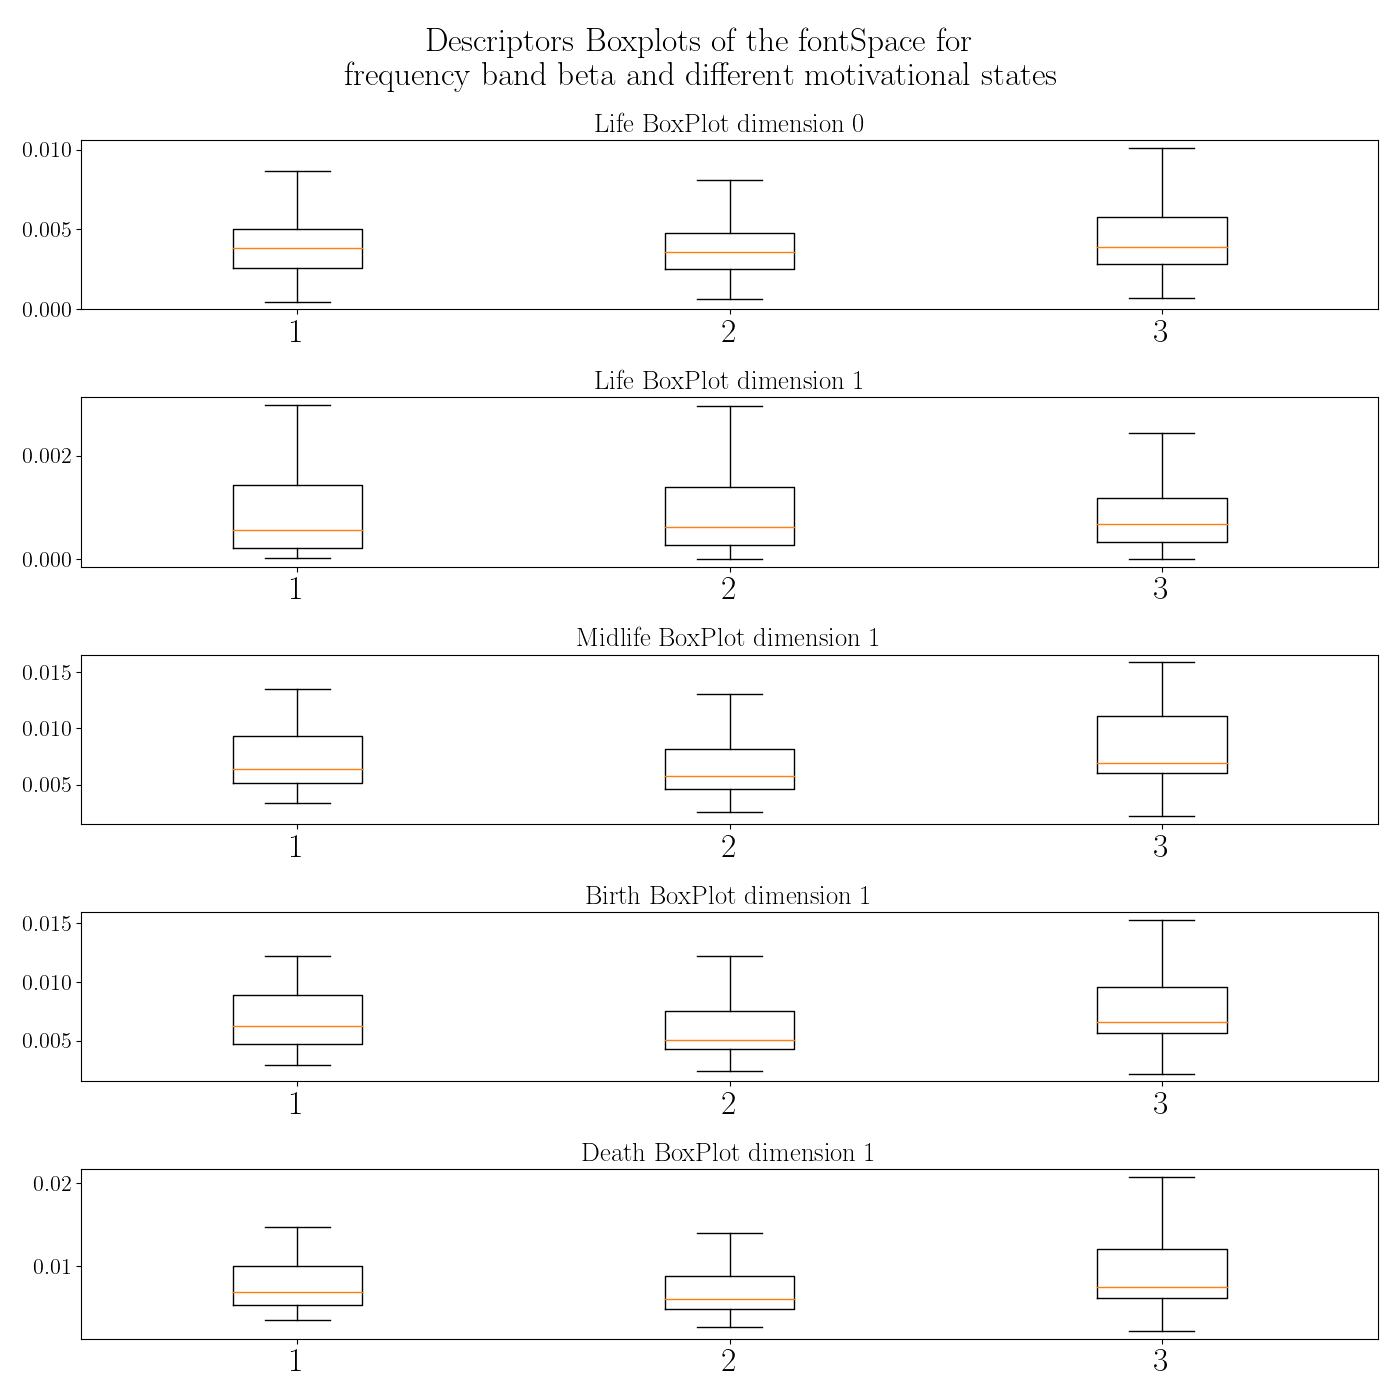 Descriptors Boxplots of the fontSpace for
frequency band beta and different motivational states
Life BoxPlot dimension 0
0.010
0.005
0.000
1 2 3
Life BoxPlot dimension 1
0.002
0.000
1 2 3
Midlife BoxPlot dimension 1
0.015
0.010
0.005
1 2 3
Birth BoxPlot dimension 1
0.015
0.010
0.005
1 2 3
Death BoxPlot dimension 1
0.02
0.01
1 2 3